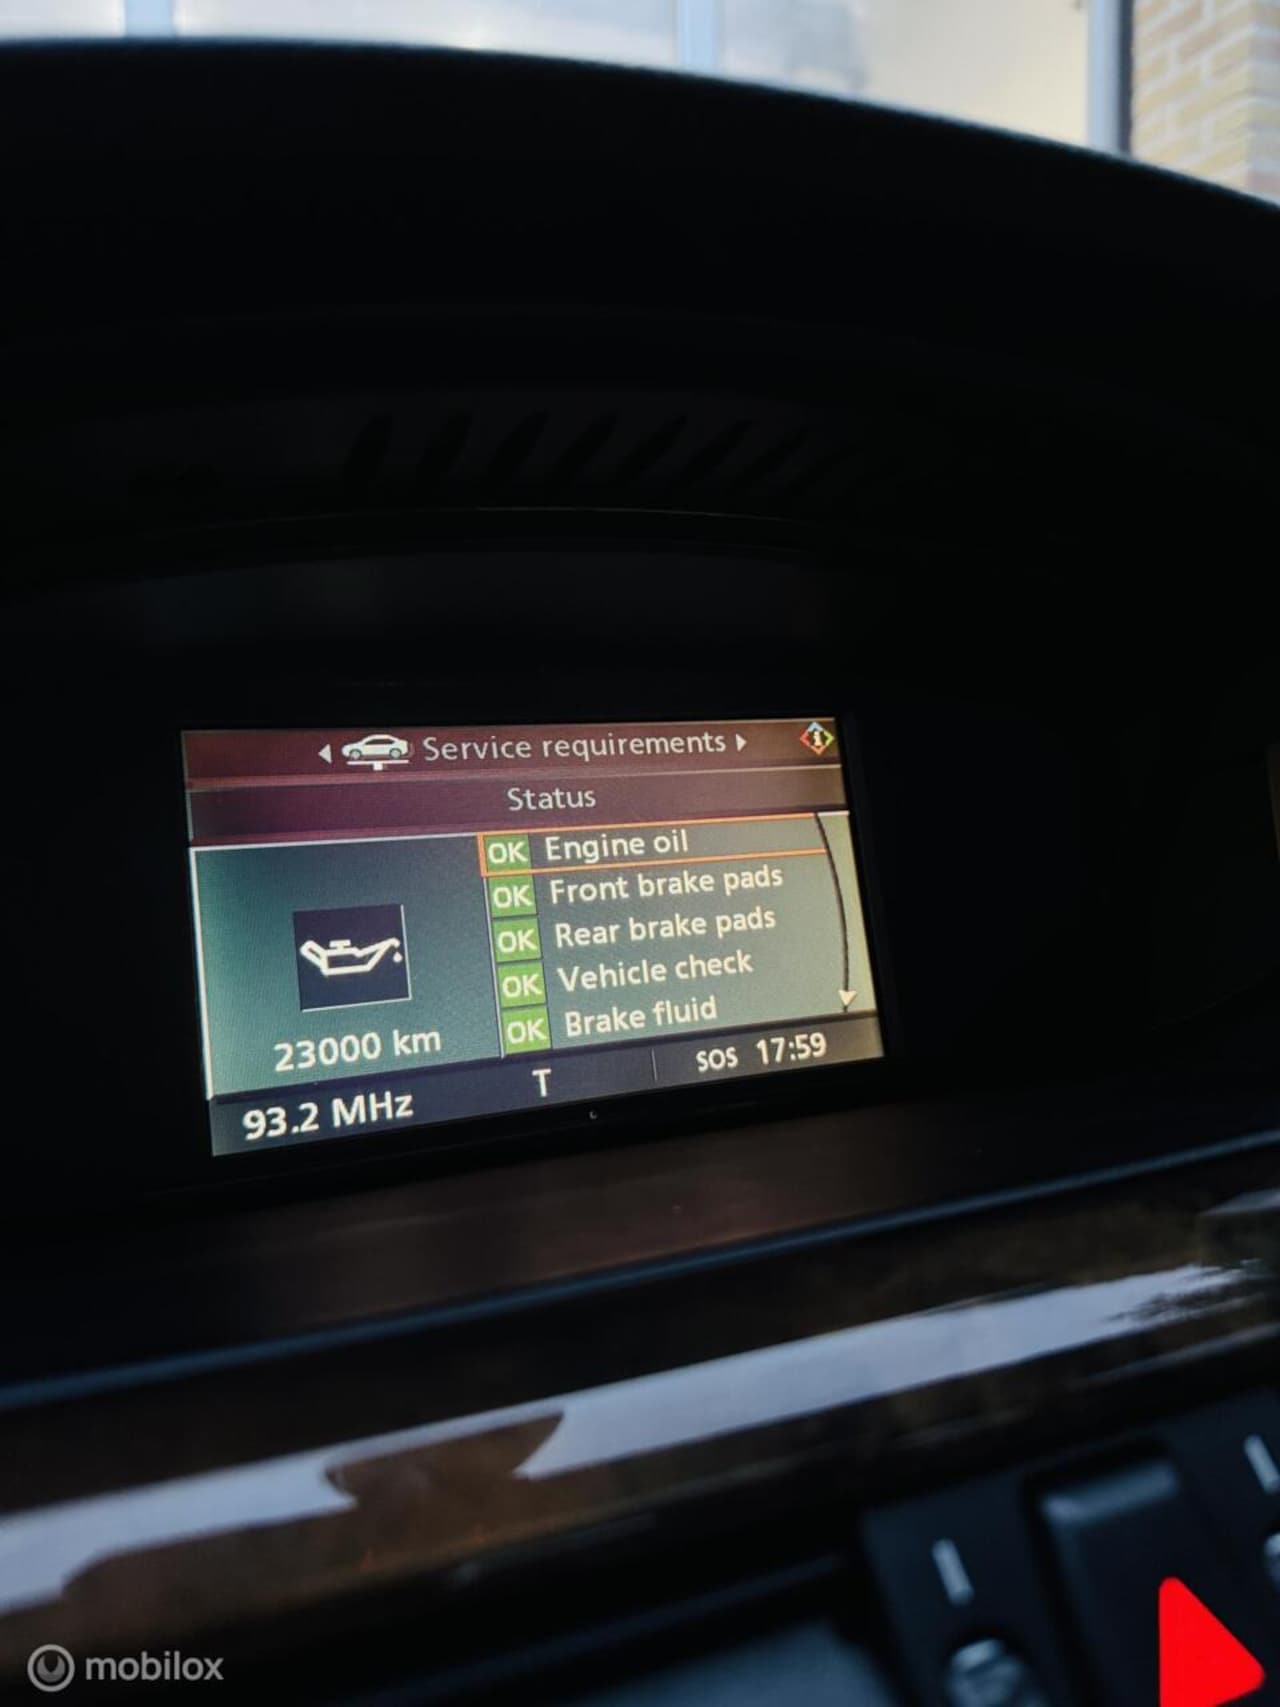 Service requirements
Status
OK Engine oil
OK Front brake pads
OK Rear brake pads
OK Vehicle check
OK Brake fluid
23000 km
93.2 MHz T SOS 17:59
mobilox